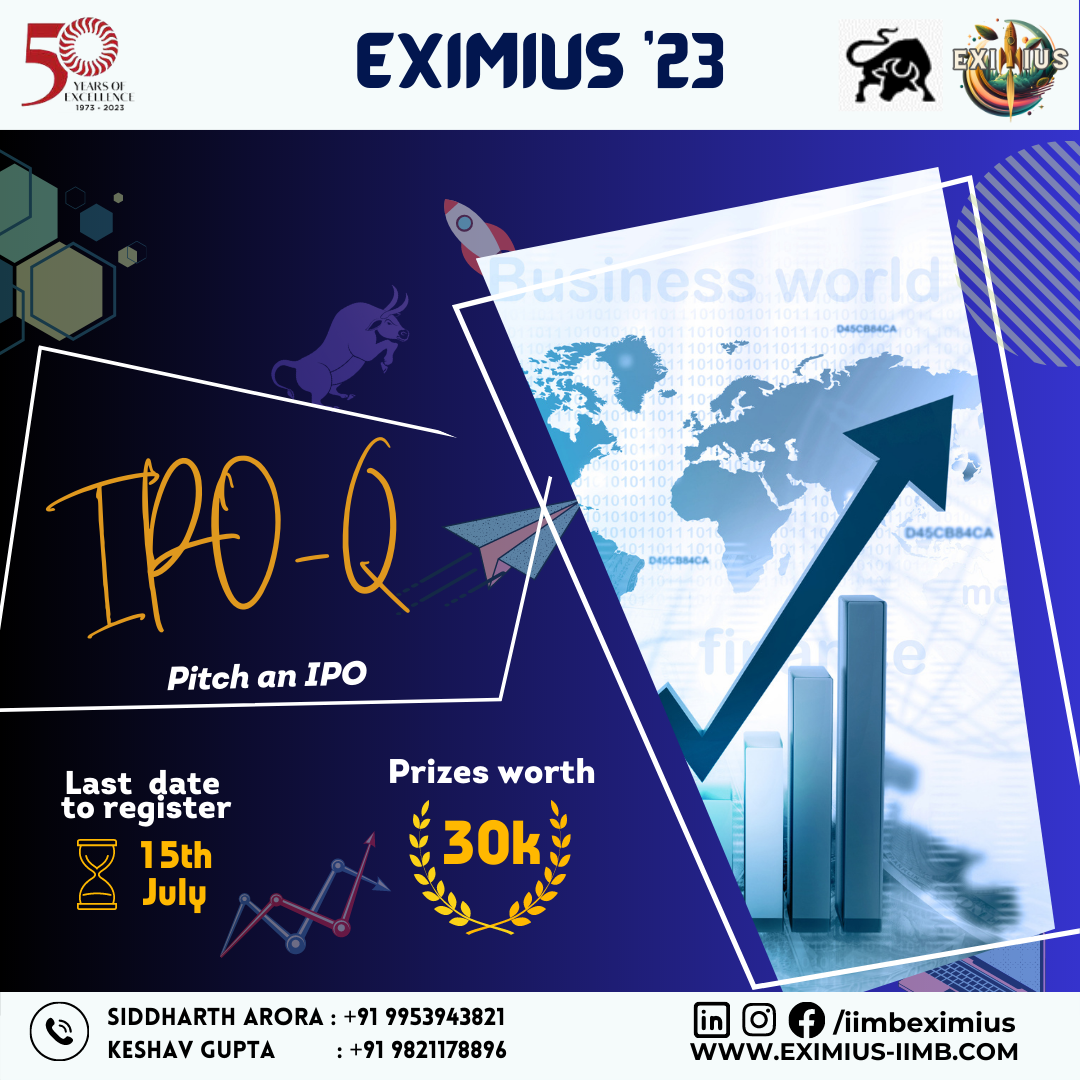 50
YEARS OF
EXCELLENCE
1973 - 2023
EXIMIUS '23
EXIMIUS
Business world
D45CB84CA
IPO-Q
Pitch an IPO
D45CB84CA
D45CB84CA
finance
Last date
to register
15th
July
Prizes worth
30k
SIDDHARTH ARORA : +91 9953943821
KESHAV GUPTA : +91 9821178896
/iimbeximius
WWW.EXIMIUS-IIMB.COM